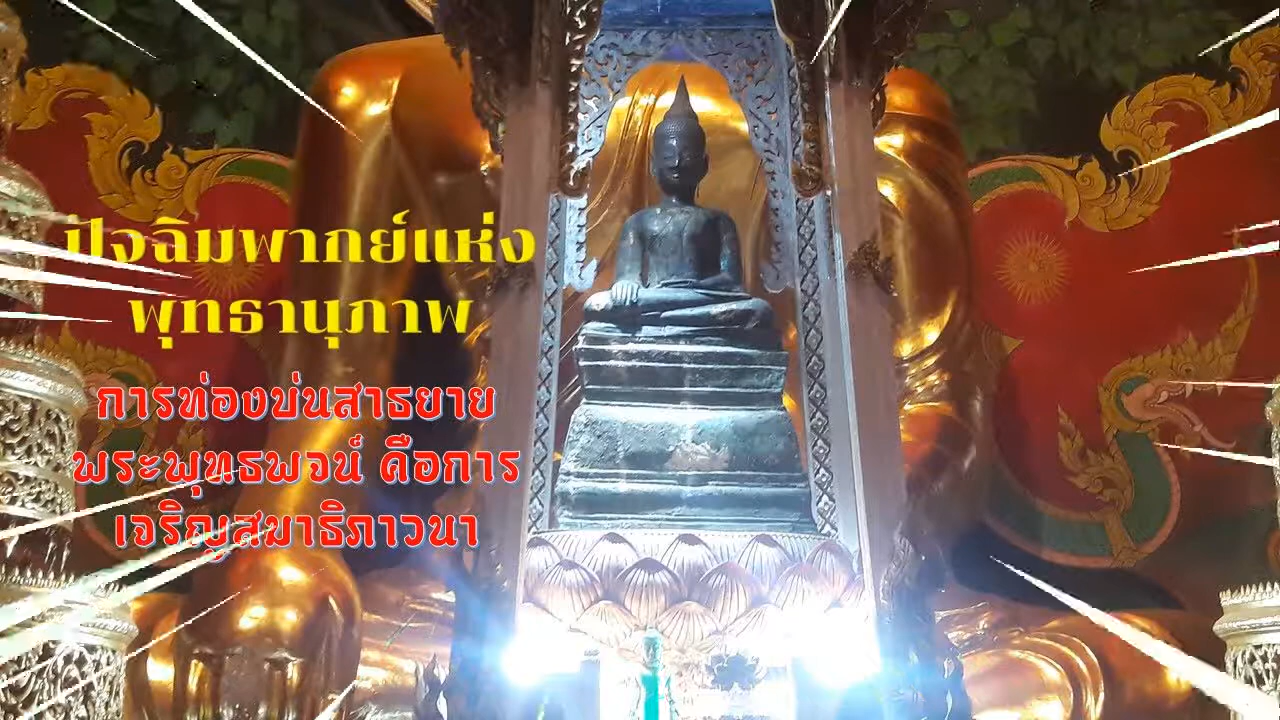 ปัจฉิมพากย์แห่ง
พุทธานุภาพ
การท่องบ่นสาธยาย
พระพุทธพจน์ คือการ
เจริญสมาธิภาวนา